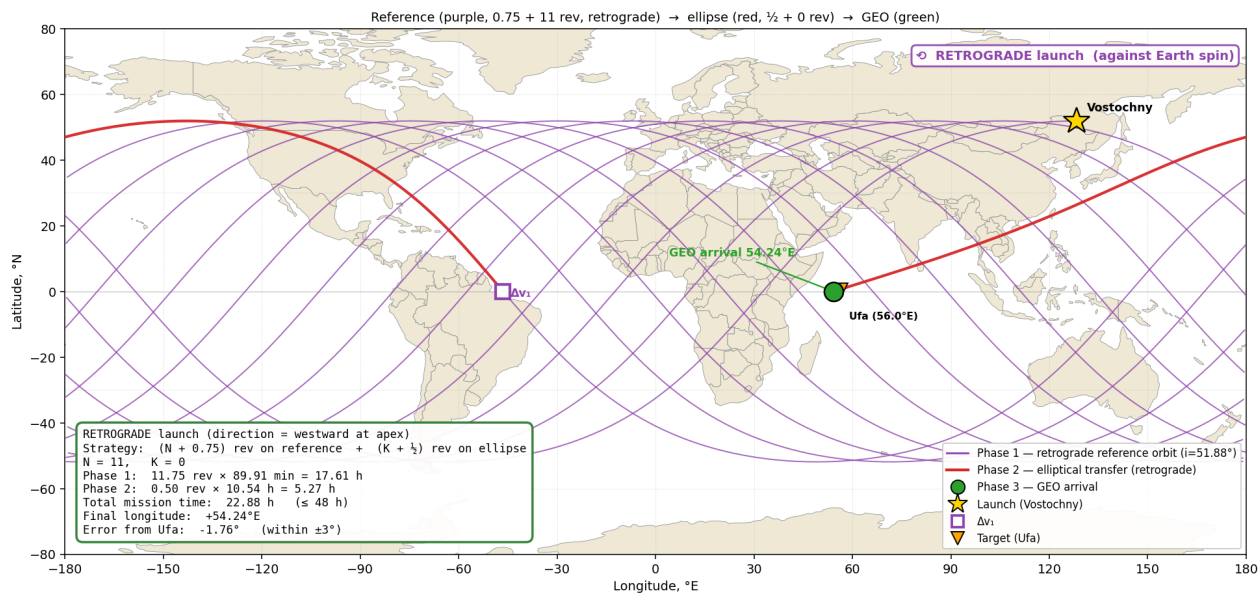 Reference (purple, 0.75 + 11 rev, retrograde) → ellipse (red, ½ + 0 rev) → GEO (green)
80
60
40
20
0
−20
−40
−60
−80
Latitude, °N
⟲ RETROGRADE launch (against Earth spin)
Vostochny
GEO arrival 54.24°E
Δv₁
Ufa (56.0°E)
RETROGRADE launch (direction = westward at apex)
Strategy: (N + 0.75) rev on reference + (K + ½) rev on ellipse
N = 11, K = 0
Phase 1: 11.75 rev × 89.91 min = 17.61 h
Phase 2: 0.50 rev × 10.54 h = 5.27 h
Total mission time: 22.88 h (≤ 48 h)
Final longitude: +54.24°E
Error from Ufa: -1.76° (within ±3°)
Phase 1 — retrograde reference orbit (i=51.88°)
Phase 2 — elliptical transfer (retrograde)
Phase 3 — GEO arrival
Launch (Vostochny)
Δv₁
Target (Ufa)
−180 −150 −120 −90 −60 −30 0 30 60 90 120 150 180
Longitude, °E